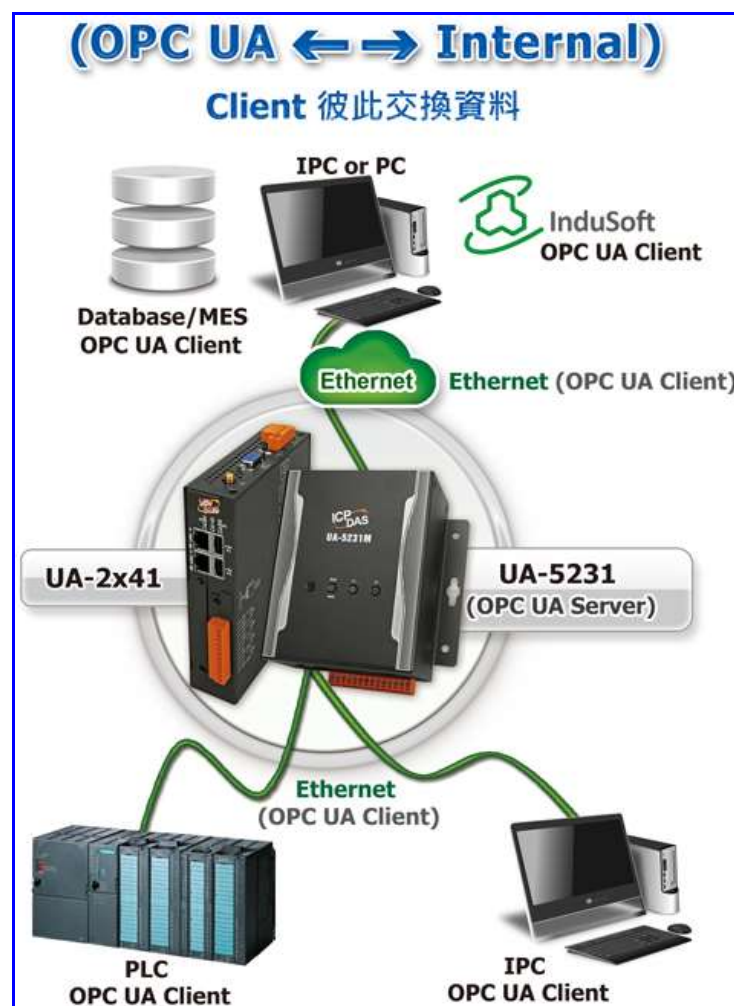 (OPC UA ←→ Internal)
Client 彼此交換資料
IPC or PC
InduSoft
OPC UA Client
Database/MES
OPC UA Client
Ethernet
Ethernet (OPC UA Client)
ICP DAS
UA-5231M
UA-2x41
UA-5231
(OPC UA Server)
Ethernet
(OPC UA Client)
PLC
OPC UA Client
IPC
OPC UA Client